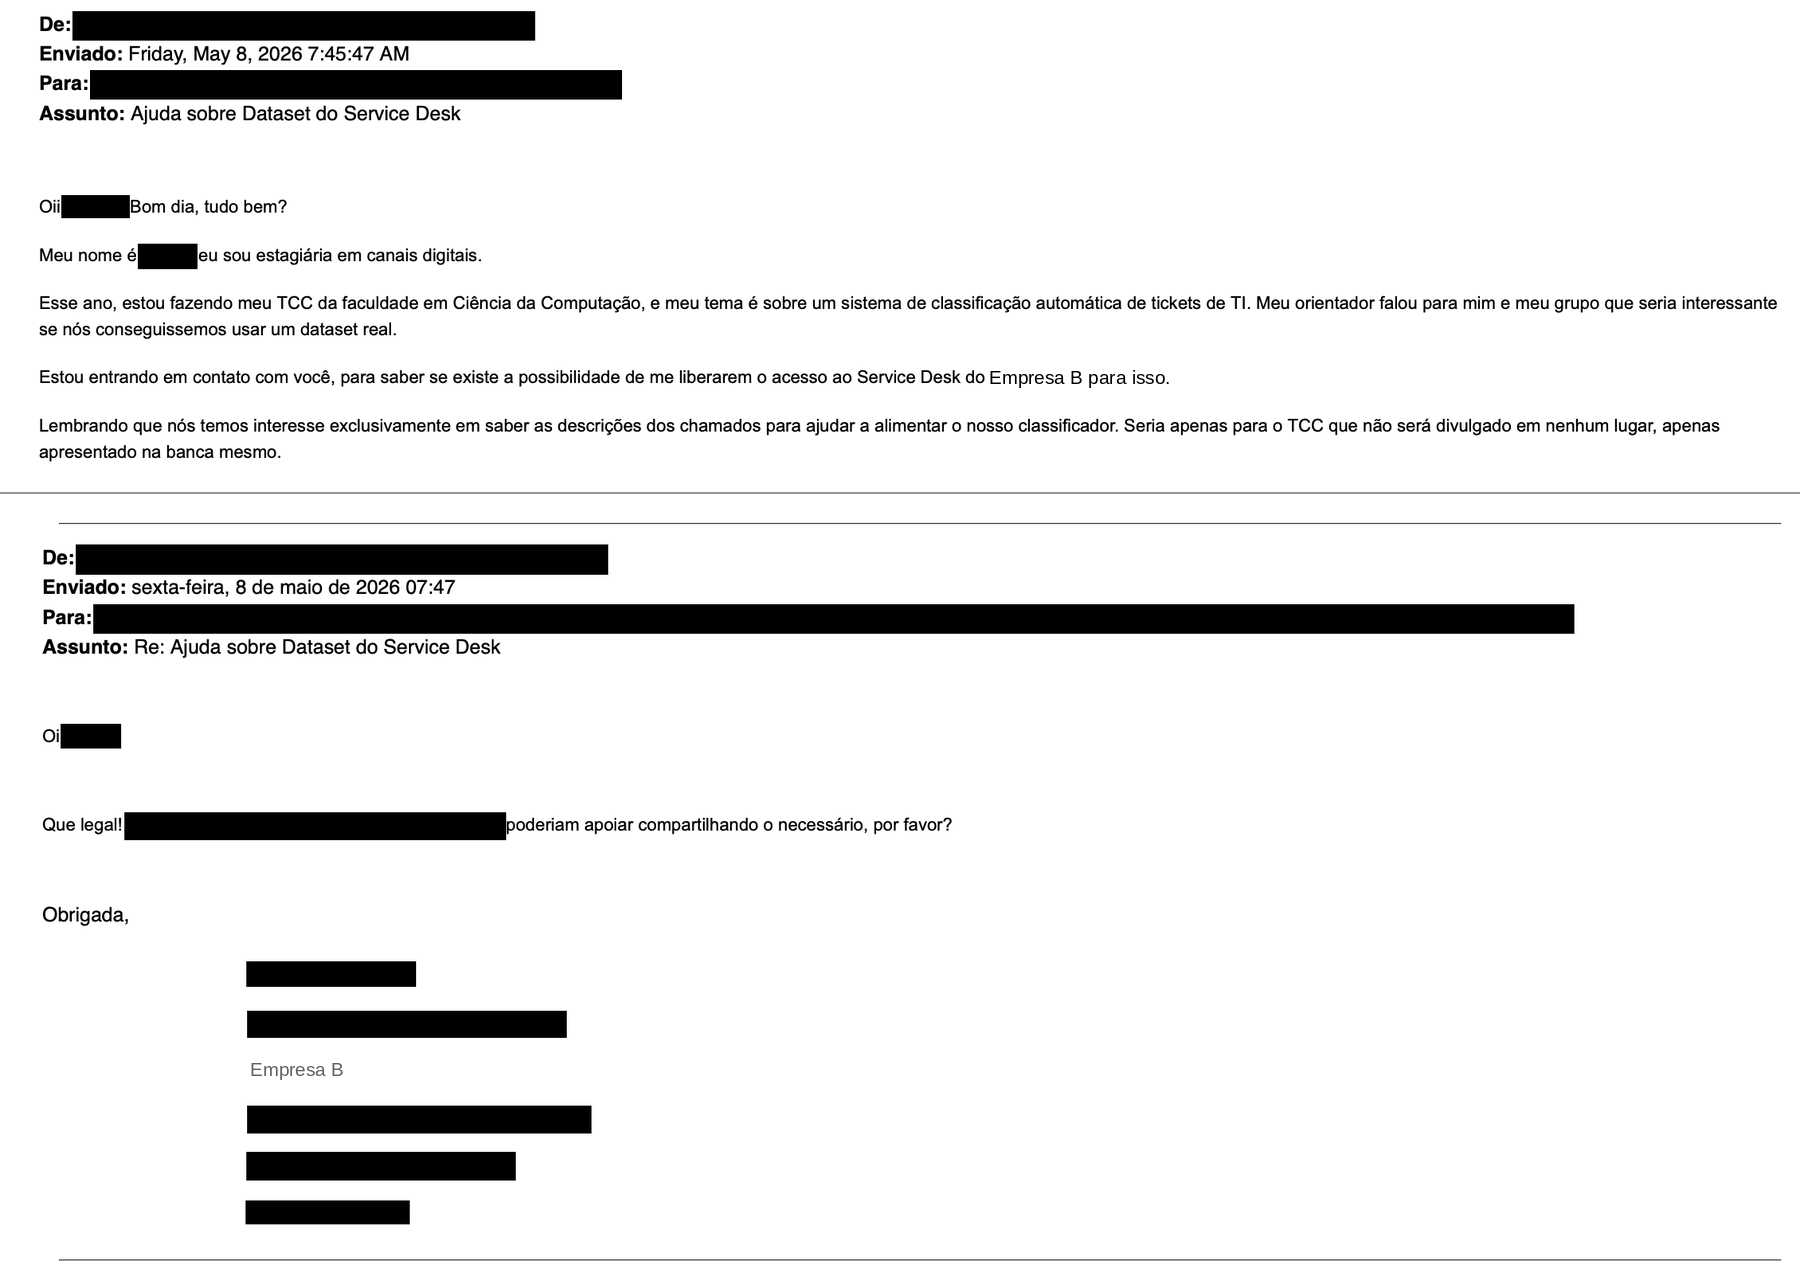 De:
Enviado: Friday, May 8, 2026 7:45:47 AM
Para:
Assunto: Ajuda sobre Dataset do Service Desk
Oii Bom dia, tudo bem?
Meu nome é eu sou estagiária em canais digitais.
Esse ano, estou fazendo meu TCC da faculdade em Ciência da Computação, e meu tema é sobre um sistema de classificação automática de tickets de TI. Meu orientador falou para mim e meu grupo que seria interessante
se nós conseguissemos usar um dataset real.
Estou entrando em contato com você, para saber se existe a possibilidade de me liberarem o acesso ao Service Desk do Empresa B para isso.
Lembrando que nós temos interesse exclusivamente em saber as descrições dos chamados para ajudar a alimentar o nosso classificador. Seria apenas para o TCC que não será divulgado em nenhum lugar, apenas
apresentado na banca mesmo.
De:
Enviado: sexta-feira, 8 de maio de 2026 07:47
Para:
Assunto: Re: Ajuda sobre Dataset do Service Desk
Oi
Que legal! poderiam apoiar compartilhando o necessário, por favor?
Obrigada,
Empresa B